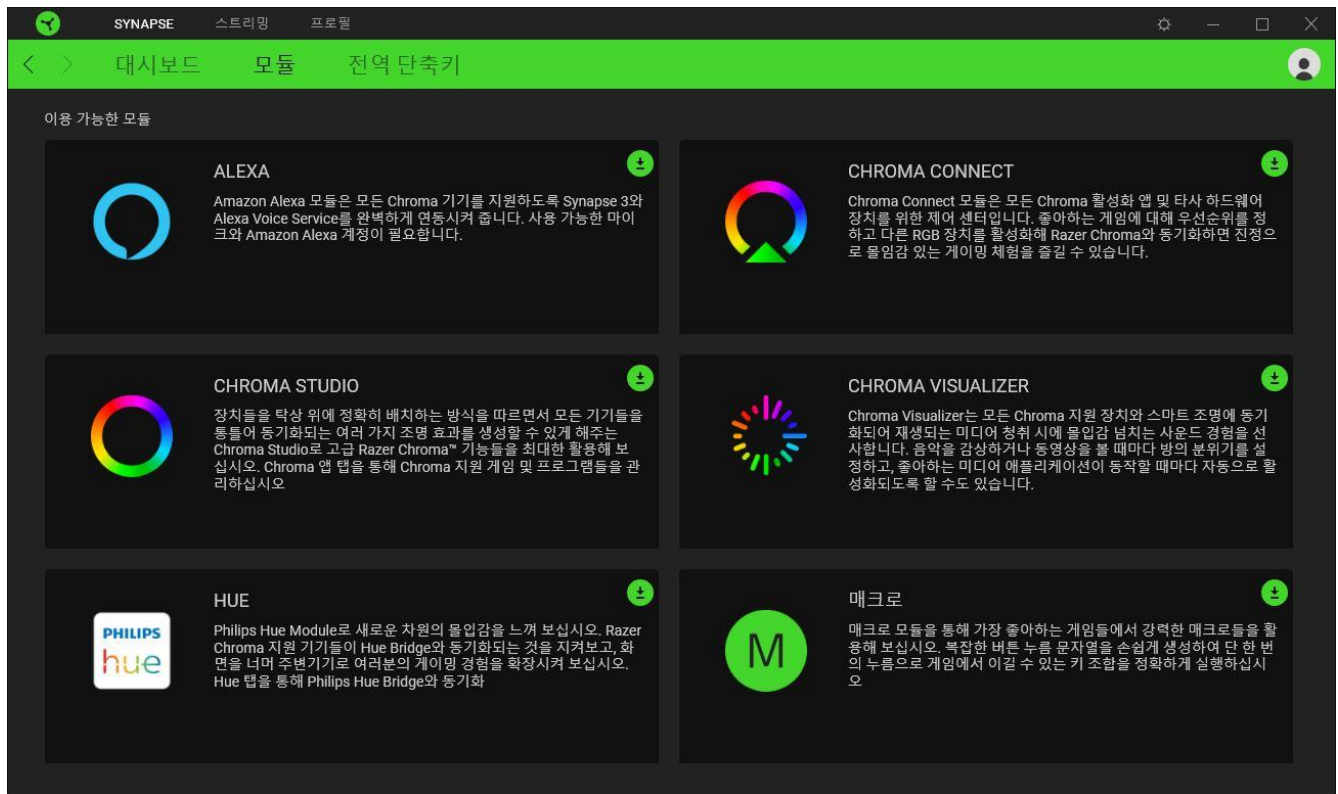 SYNAPSE 스트리밍 프로필
대시보드 모듈 전역 단축키
이용 가능한 모듈
ALEXA
Amazon Alexa 모듈은 모든 Chroma 기기를 지원하도록 Synapse 3와
Alexa Voice Service를 완벽하게 연동시켜 줍니다. 사용 가능한 마이
크와 Amazon Alexa 계정이 필요합니다.
CHROMA CONNECT
Chroma Connect 모듈은 모든 Chroma 활성화 앱 및 타사 하드웨어
장치를 위한 제어 센터입니다. 좋아하는 게임에 대해 우선순위를 정
하고 다른 RGB 장치를 활성화해 Razer Chroma와 동기화하면 진정으
로 몰임감 있는 게이밍 체험을 즐길 수 있습니다.
CHROMA STUDIO
장치들을 탁상 위에 정확히 배치하는 방식을 따르면서 모든 기기들을
통틀어 동기화되는 여러 가지 조명 효과를 생성할 수 있게 해주는
Chroma Studio로 고급 Razer Chroma™ 기능들을 최대한 활용해 보
십시오. Chroma 앱 탭을 통해 Chroma 지원 게임 및 프로그램들을 관
리하십시오
CHROMA VISUALIZER
Chroma Visualizer는 모든 Chroma 지원 장치와 스마트 조명에 동기
화되어 재생되는 미디어 청취 시에 몰입감 넘치는 사운드 경험을 선
사합니다. 음악을 감상하거나 동영상을 볼 때마다 방의 분위기를 설
정하고, 좋아하는 미디어 애플리케이션이 동작할 때마다 자동으로 활
성화되도록 할 수도 있습니다.
PHILIPS
hue
HUE
Philips Hue Module로 새로운 차원의 몰입감을 느껴 보십시오. Razer
Chroma 지원 기기들이 Hue Bridge와 동기화되는 것을 지켜보고, 화
면을 너머 주변기기로 여러분의 게이밍 경험을 확장시켜 보십시오.
Hue 탭을 통해 Philips Hue Bridge와 동기화
M
매크로
매크로 모듈을 통해 가장 좋아하는 게임들에서 강력한 매크로들을 활
용해 보십시오. 복잡한 버튼 누름 문자열을 손쉽게 생성하여 단 한 번
의 누름으로 게임에서 이길 수 있는 키 조합을 정확하게 실행하십시
오